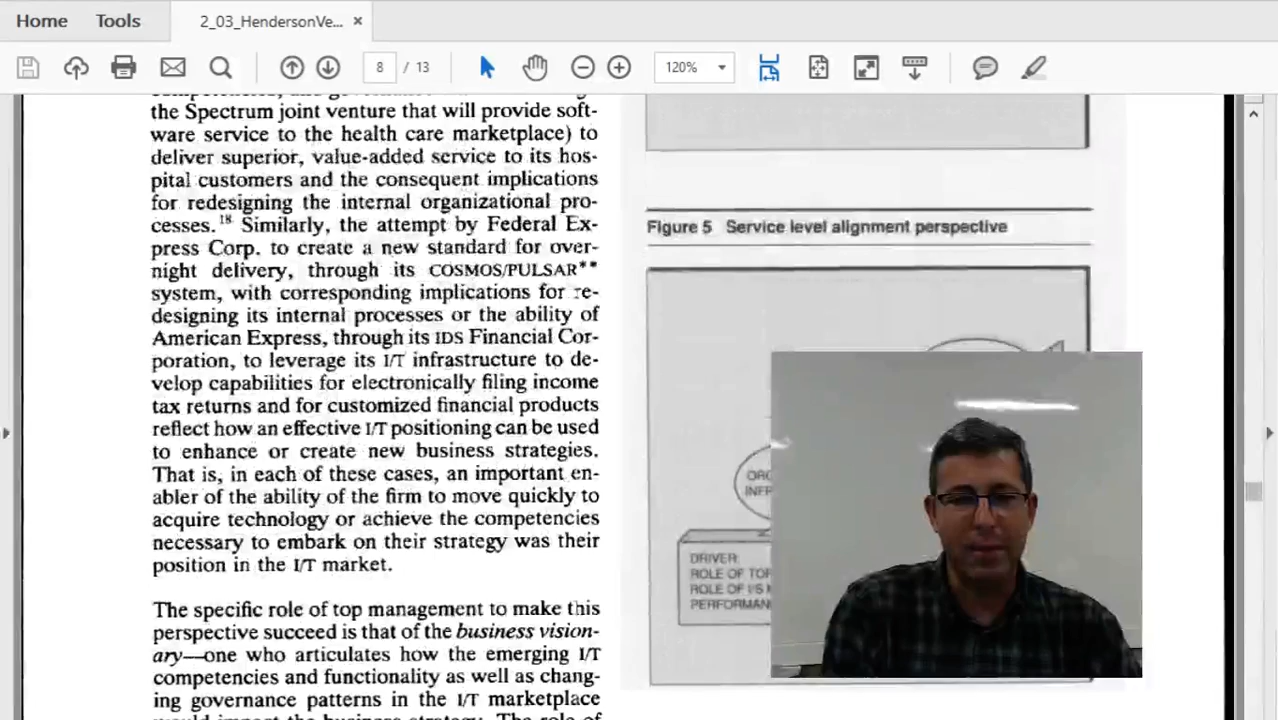 Home
Tools
2_03_HendersonVe... ×
8 / 13
120%
the Spectrum joint venture that will provide soft-
ware service to the health care marketplace) to
deliver superior, value-added service to its hos-
pital customers and the consequent implications
for redesigning the internal organizational pro-
cesses.18 Similarly, the attempt by Federal Ex-
press Corp. to create a new standard for over-
night delivery, through its COSMOS/PULSAR**
system, with corresponding implications for re-
designing its internal processes or the ability of
American Express, through its IDS Financial Cor-
poration, to leverage its I/T infrastructure to de-
velop capabilities for electronically filing income
tax returns and for customized financial products
reflect how an effective I/T positioning can be used
to enhance or create new business strategies.
That is, in each of these cases, an important en-
abler of the ability of the firm to move quickly to
acquire technology or achieve the competencies
necessary to embark on their strategy was their
position in the I/T market.
The specific role of top management to make this
perspective succeed is that of the business vision-
ary—one who articulates how the emerging I/T
competencies and functionality as well as chang-
ing governance patterns in the I/T marketplace
Figure 5 Service level alignment perspective
DRIVER
ROLE OF
ROLE OF I/S